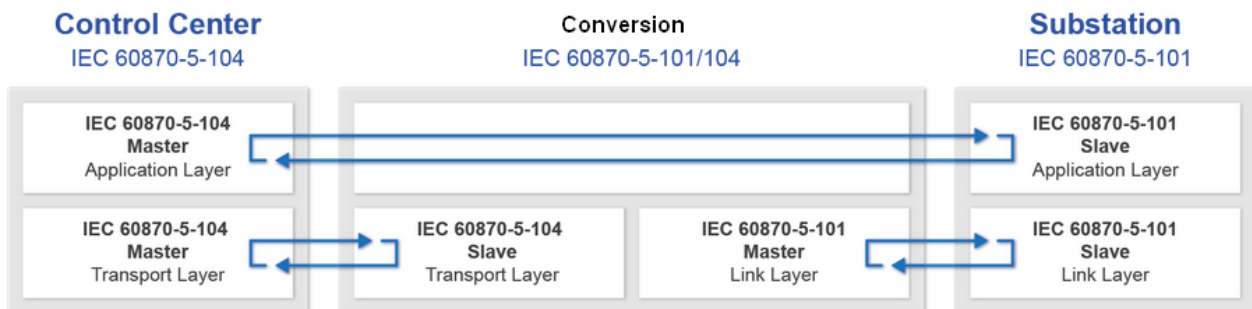 Control Center
IEC 60870-5-104
Conversion
IEC 60870-5-101/104
Substation
IEC 60870-5-101
IEC 60870-5-104
Master
Application Layer
IEC 60870-5-101
Slave
Application Layer
IEC 60870-5-104
Master
Transport Layer
IEC 60870-5-104
Slave
Transport Layer
IEC 60870-5-101
Master
Link Layer
IEC 60870-5-101
Slave
Link Layer